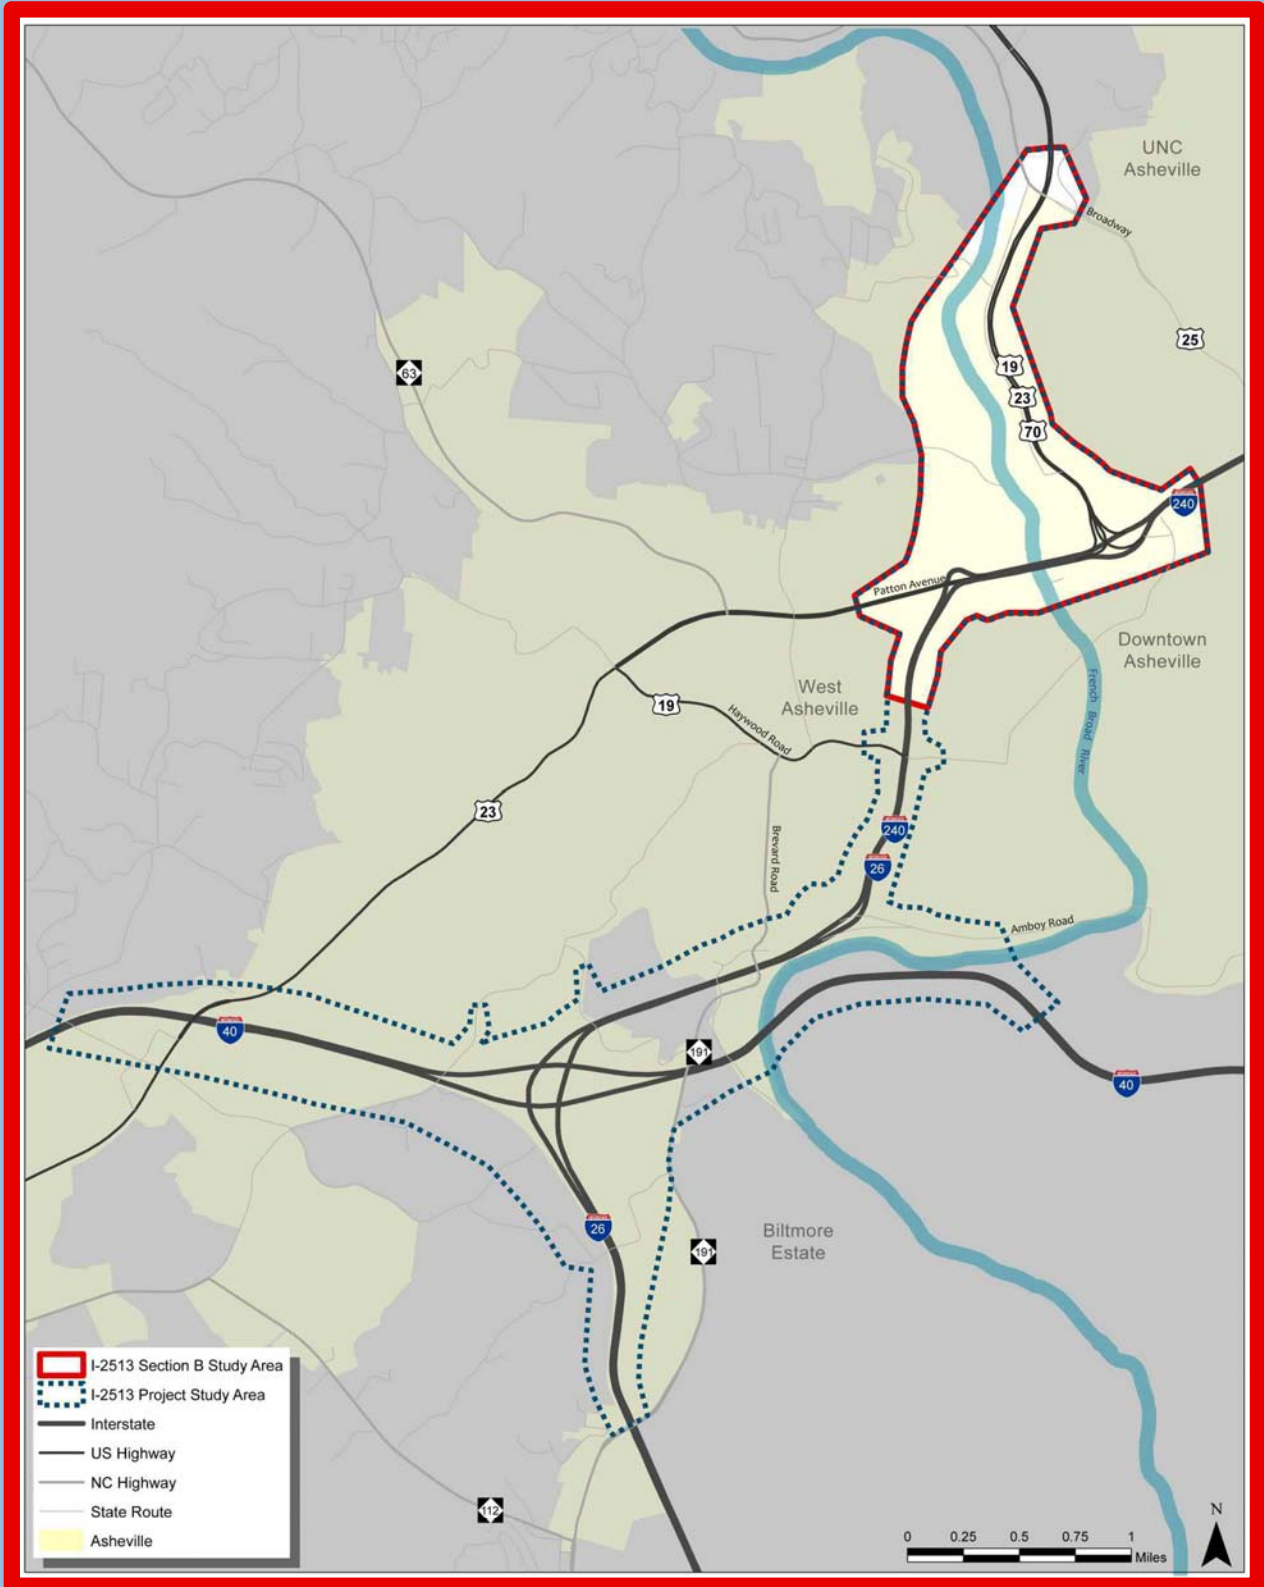 UNC
Asheville
Broadway
25
63
19
23
70
240
Patton Avenue
Downtown
Asheville
West
Asheville
19
Haywood Road
French Broad River
23
240
26
Brevard Road
Amboy Road
40
191
40
26
191
Biltmore
Estate
I-2513 Section B Study Area
I-2513 Project Study Area
Interstate
US Highway
NC Highway
State Route
Asheville
112
0 0.25 0.5 0.75 1
Miles
N